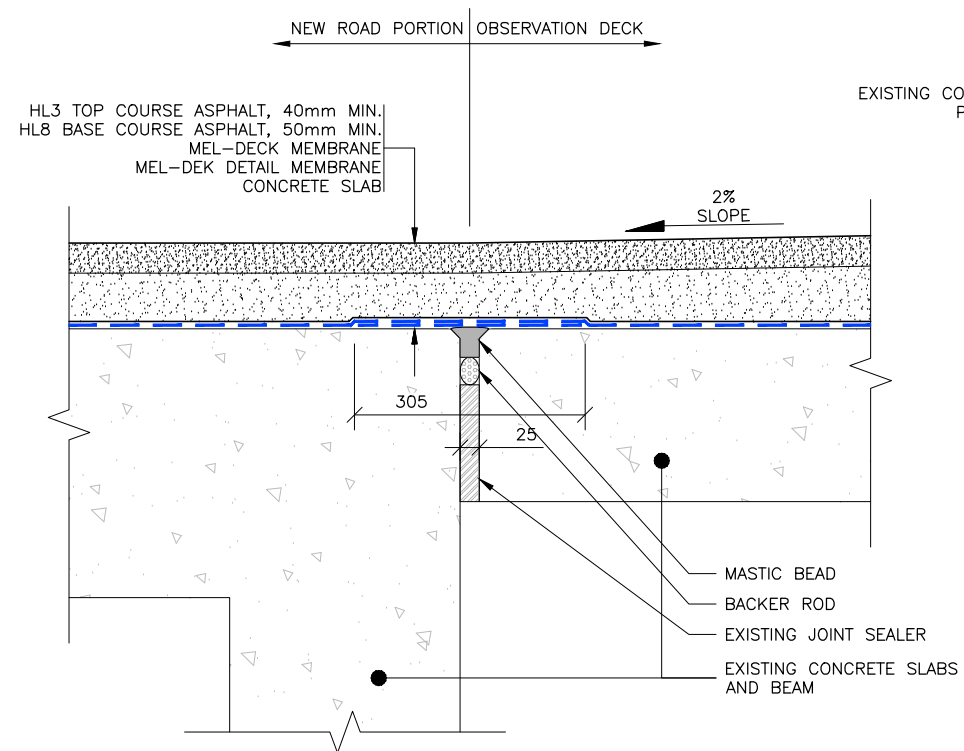 NEW ROAD PORTION OBSERVATION DECK
EXISTING CO
P
HL3 TOP COURSE ASPHALT, 40mm MIN.
HL8 BASE COURSE ASPHALT, 50mm MIN.
MEL-DECK MEMBRANE
MEL-DEK DETAIL MEMBRANE
CONCRETE SLAB
2%
SLOPE
305
25
MASTIC BEAD
BACKER ROD
EXISTING JOINT SEALER
EXISTING CONCRETE SLABS
AND BEAM